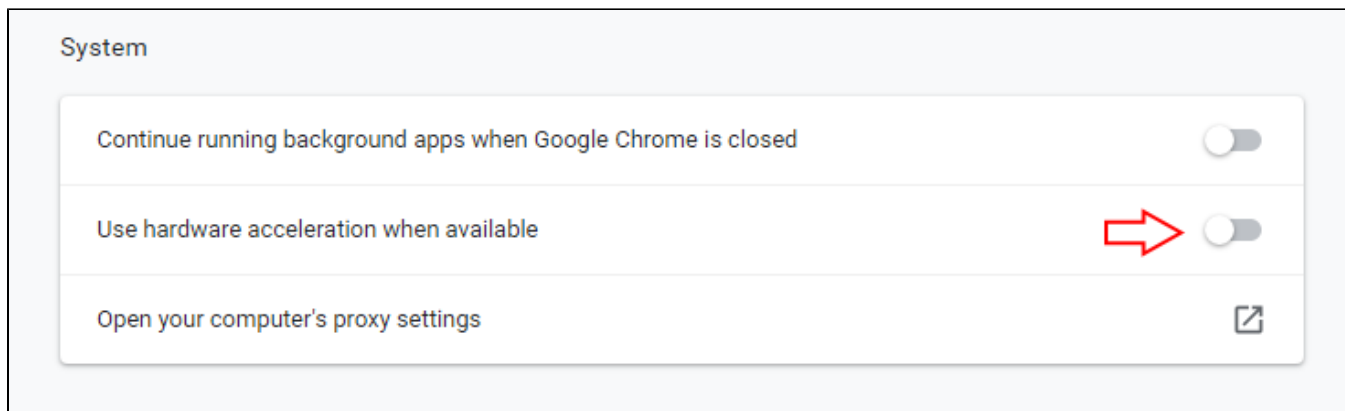 System
Continue running background apps when Google Chrome is closed
Use hardware acceleration when available
Open your computer's proxy settings